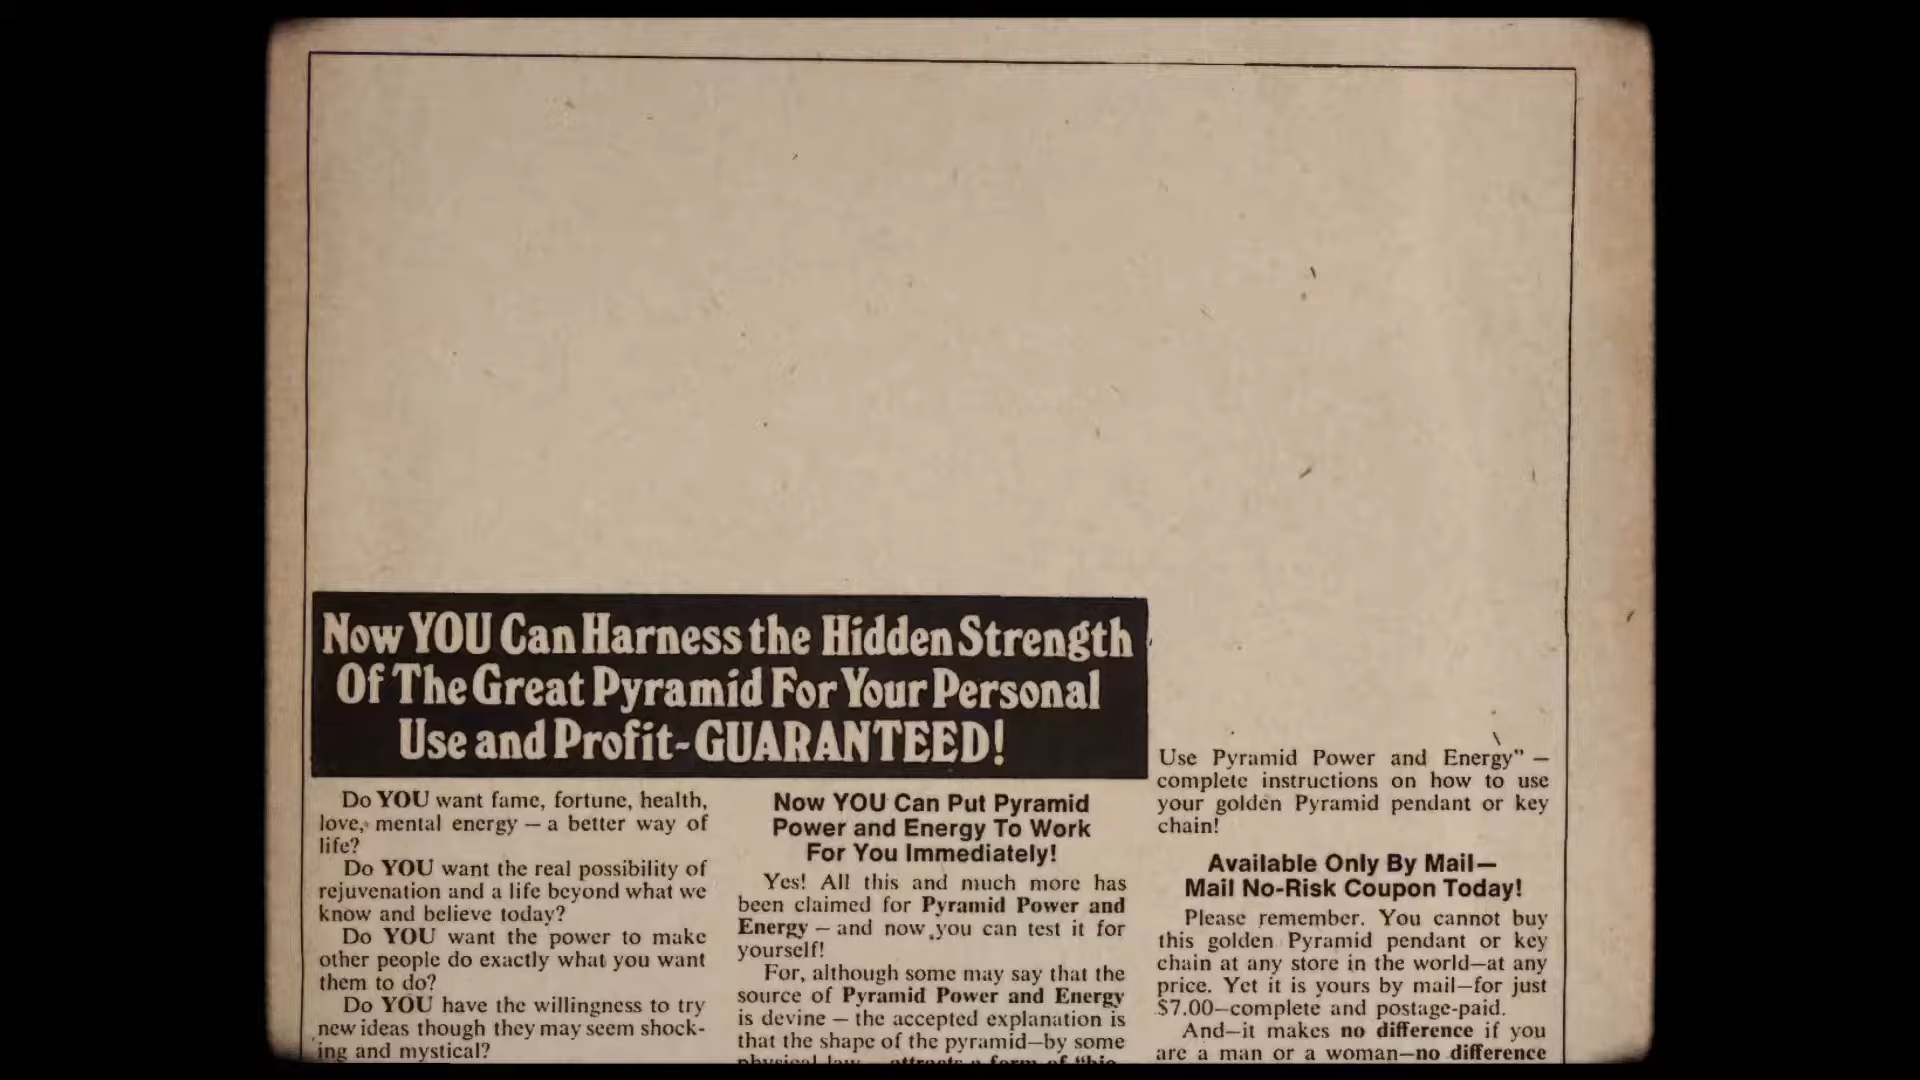 Now YOU Can Harness the Hidden Strength
Of The Great Pyramid For Your Personal
Use and Profit-GUARANTEED!
Do YOU want fame, fortune, health,
love, mental energy — a better way of
life?
Do YOU want the real possibility of
rejuvenation and a life beyond what we
know and believe today?
Do YOU want the power to make
other people do exactly what you want
them to do?
Do YOU have the willingness to try
new ideas though they may seem shock-
ing and mystical?
Now YOU Can Put Pyramid
Power and Energy To Work
For You Immediately!
Yes! All this and much more has
been claimed for Pyramid Power and
Energy — and now you can test it for
yourself!
For, although some may say that the
source of Pyramid Power and Energy
is devine — the accepted explanation is
that the shape of the pyramid—by some
physical law— attracts a form of “bio-
Use Pyramid Power and Energy” —
complete instructions on how to use
your golden Pyramid pendant or key
chain!
Available Only By Mail—
Mail No-Risk Coupon Today!
Please remember. You cannot buy
this golden Pyramid pendant or key
chain at any store in the world—at any
price. Yet it is yours by mail—for just
$7.00—complete and postage-paid.
And—it makes no difference if you
are a man or a woman—no difference